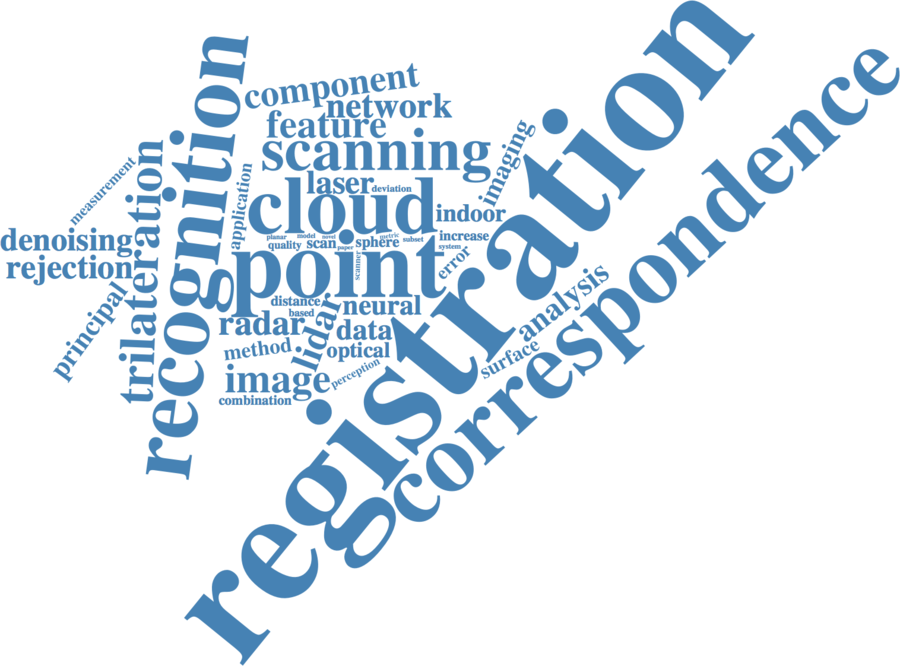 registration
correspondence
recognition
component
network
feature
scanning
imaging
laser
deviation
cloud
indoor
application
measurement
trilateration
denoising
rejection
principal
planar
model
novel
metric
quality
scan
paper
sphere
subset
increase
system
point
scanner
error
distance
based
neural
radar
lidar
data
method
optical
analysis
surface
image
perception
combination